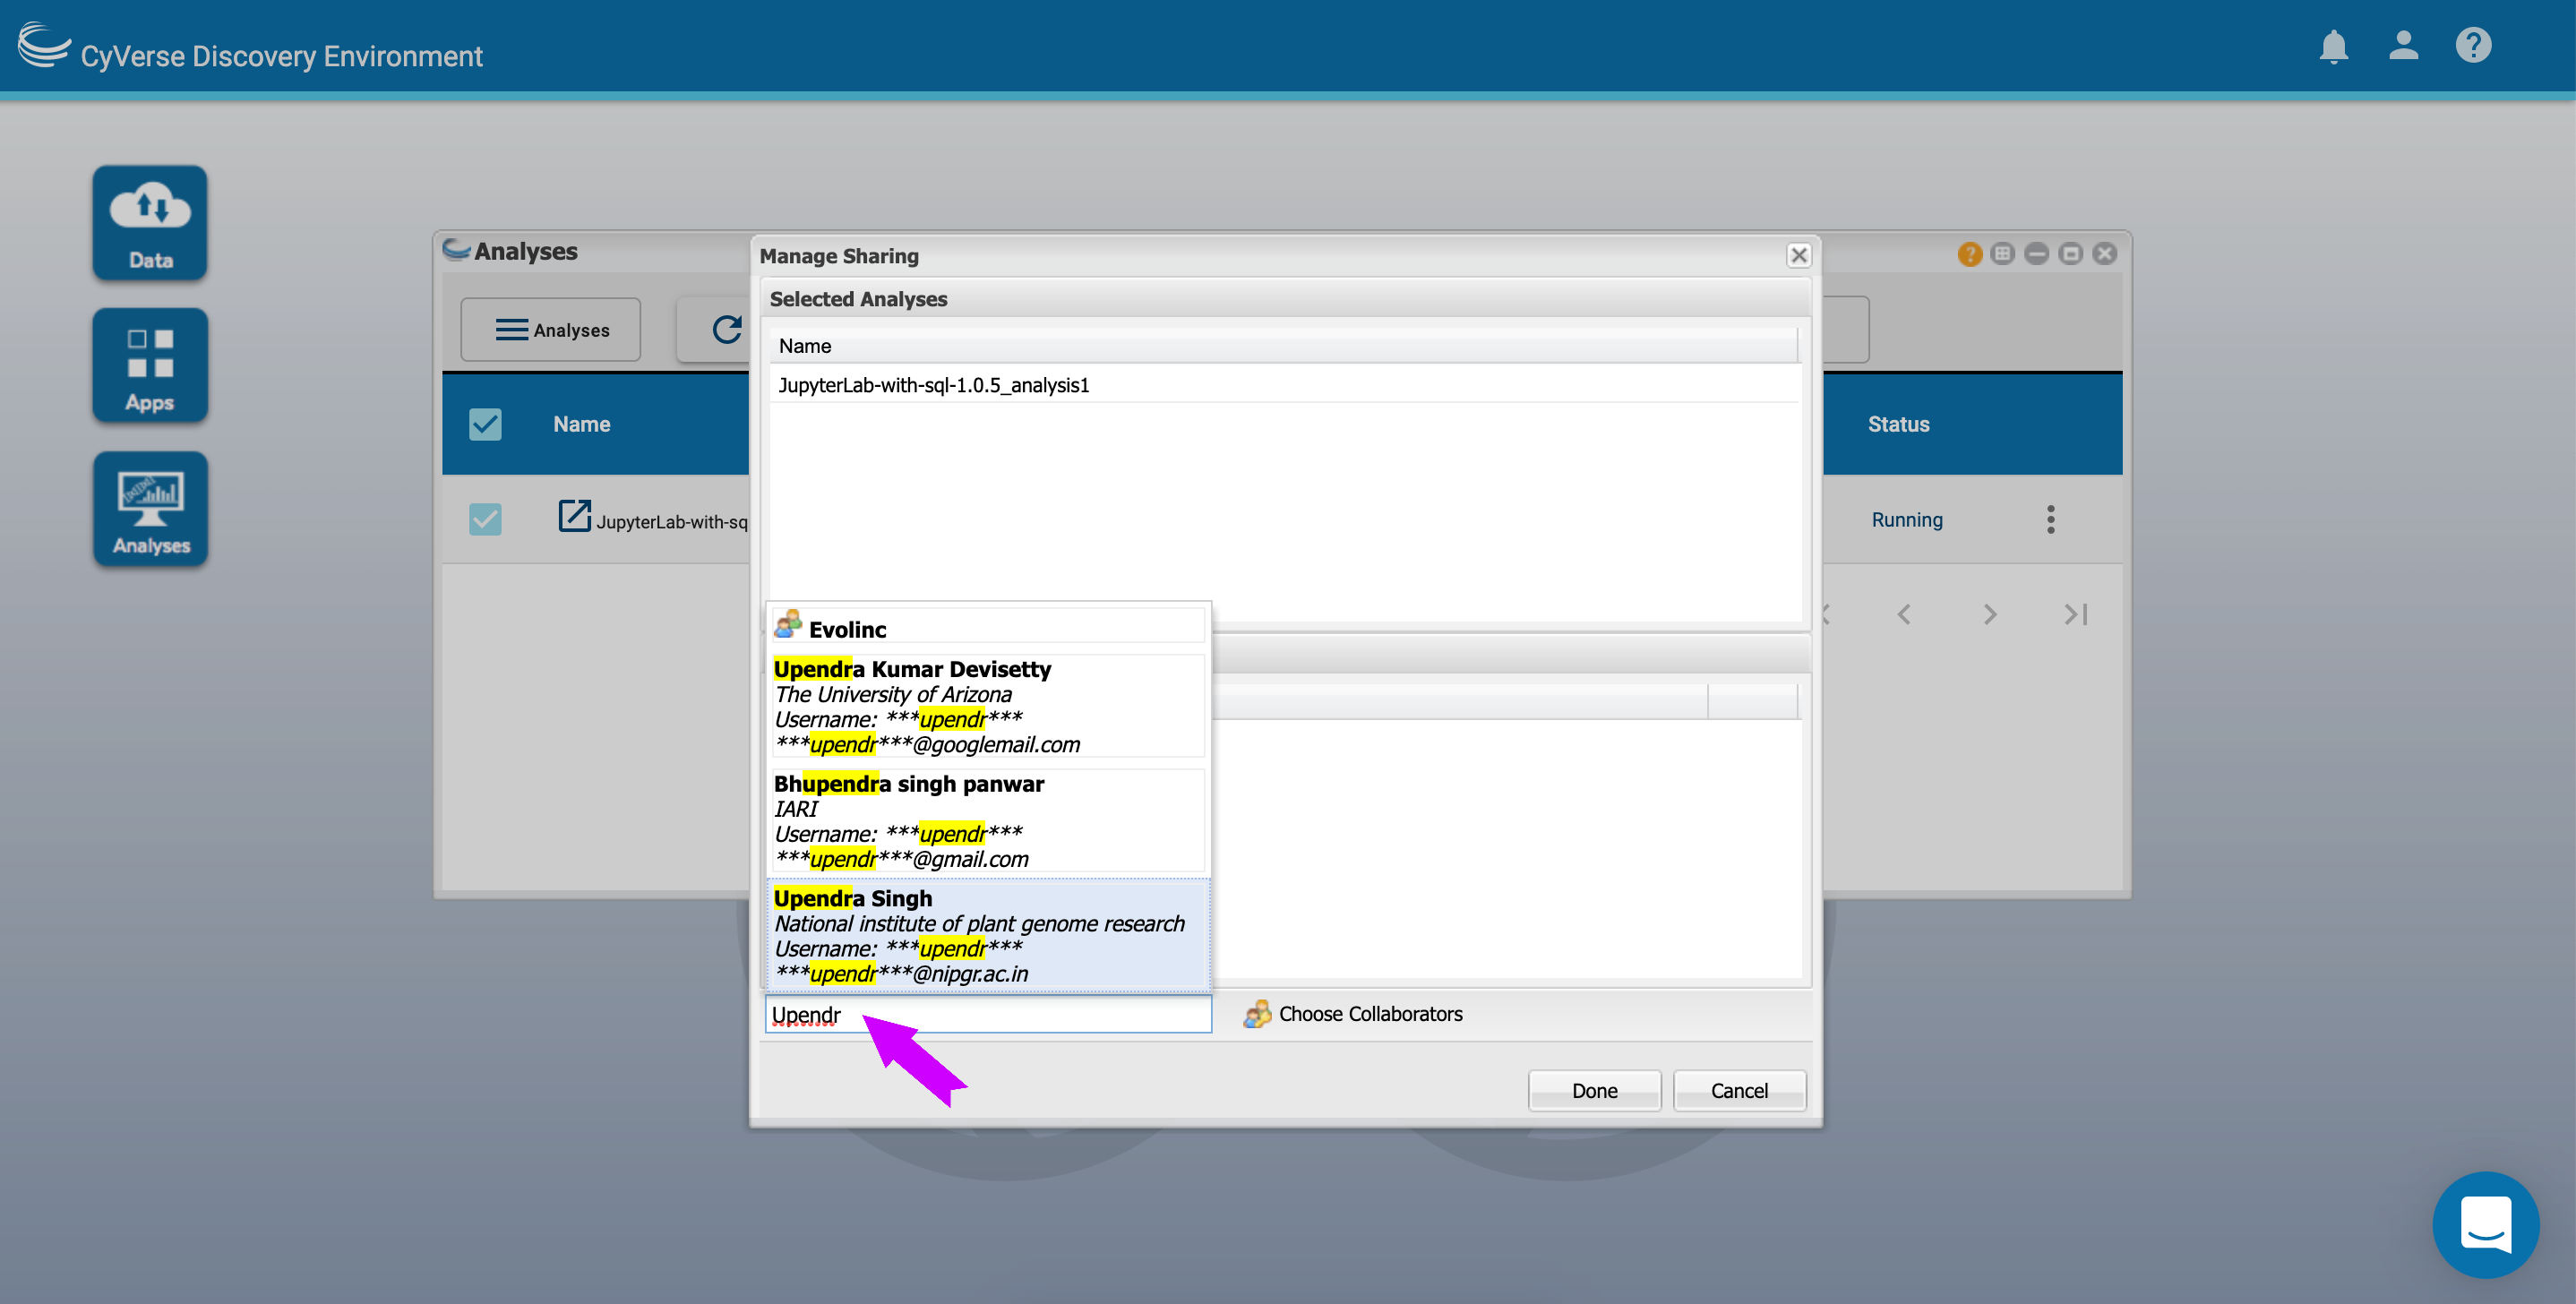 CyVerse Discovery Environment
Data
Apps
Analyses
Analyses
Analyses
Name
Status
JupyterLab-with-sq
Running
Manage Sharing
Selected Analyses
Name
JupyterLab-with-sql-1.0.5_analysis1
Evolinc
Upendra Kumar Devisetty
The University of Arizona
Username: ***upendr***
***upendr***@googlemail.com
Bhupendra singh panwar
IARI
Username: ***upendr***
***upendr***@gmail.com
Upendra Singh
National institute of plant genome research
Username: ***upendr***
***upendr***@nipgr.ac.in
Upendr
Choose Collaborators
Done
Cancel